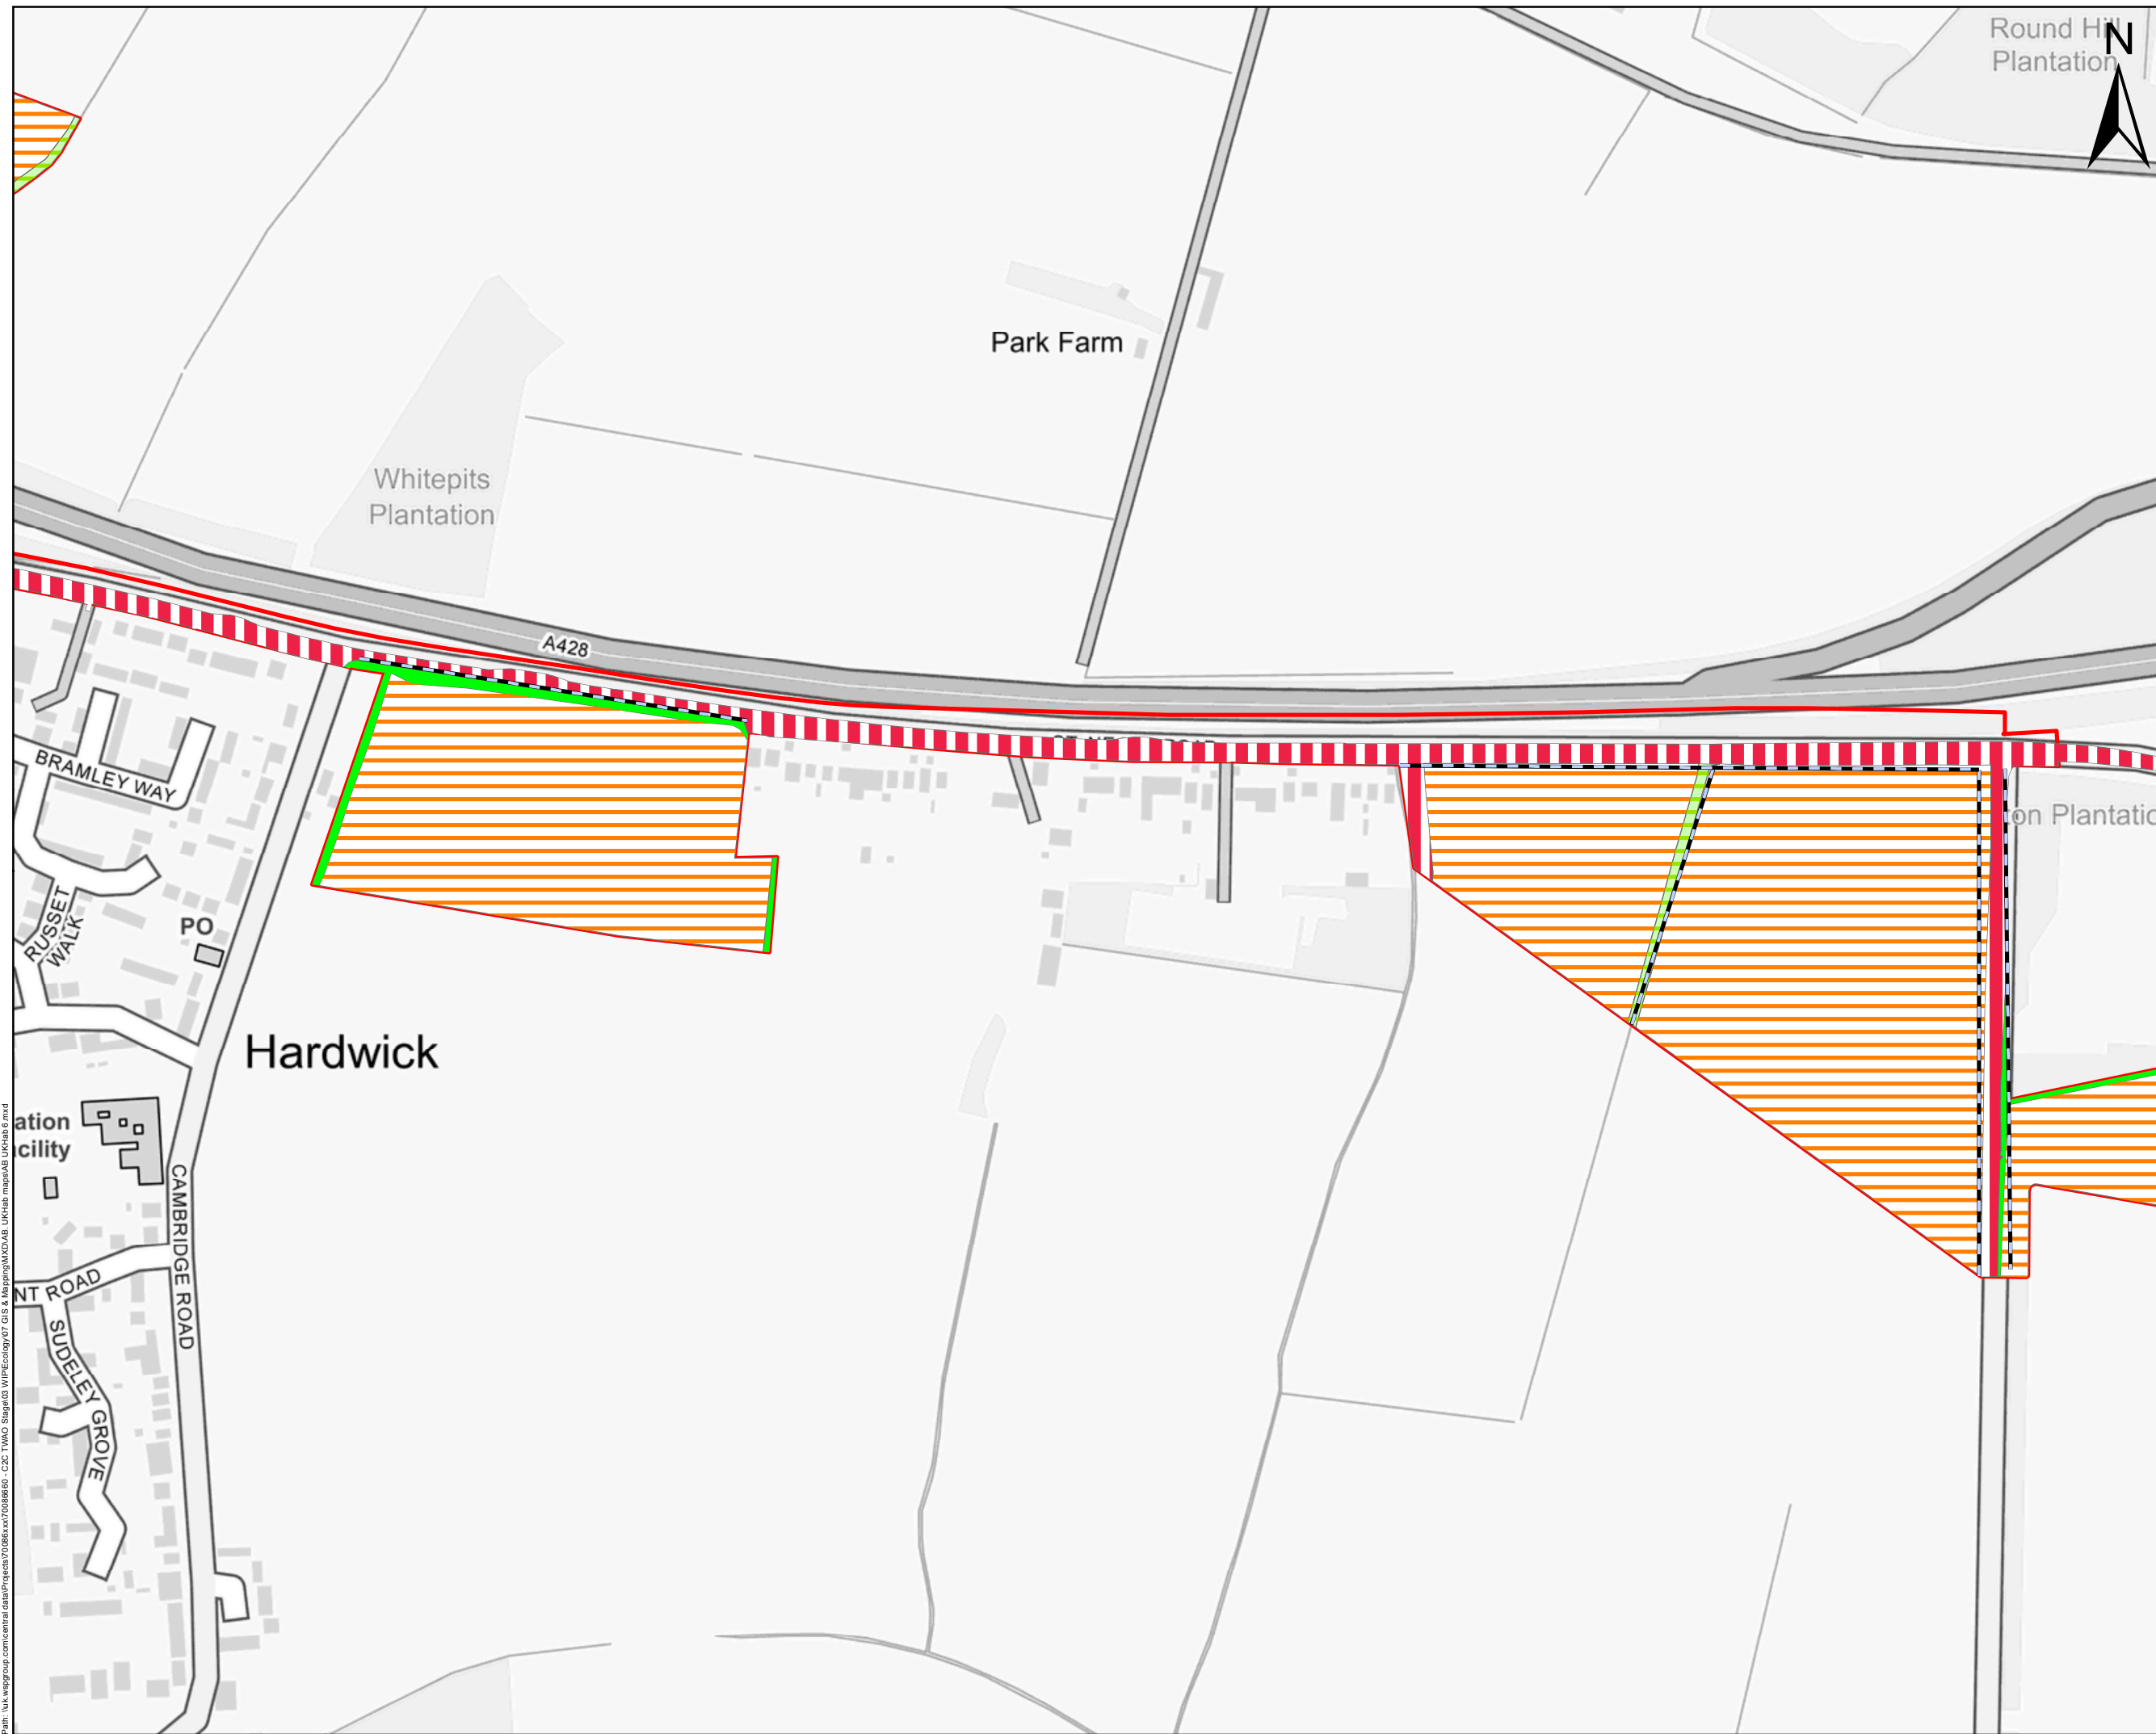 Round Hill
Plantation
N
Park Farm
Whitepits
Plantation
A428
BRAMLEY WAY
on Plantatio
RUSSET
WALK
PO
Hardwick
ation
acility
CAMBRIDGE ROAD
NT ROAD
SUDELEY GROVE